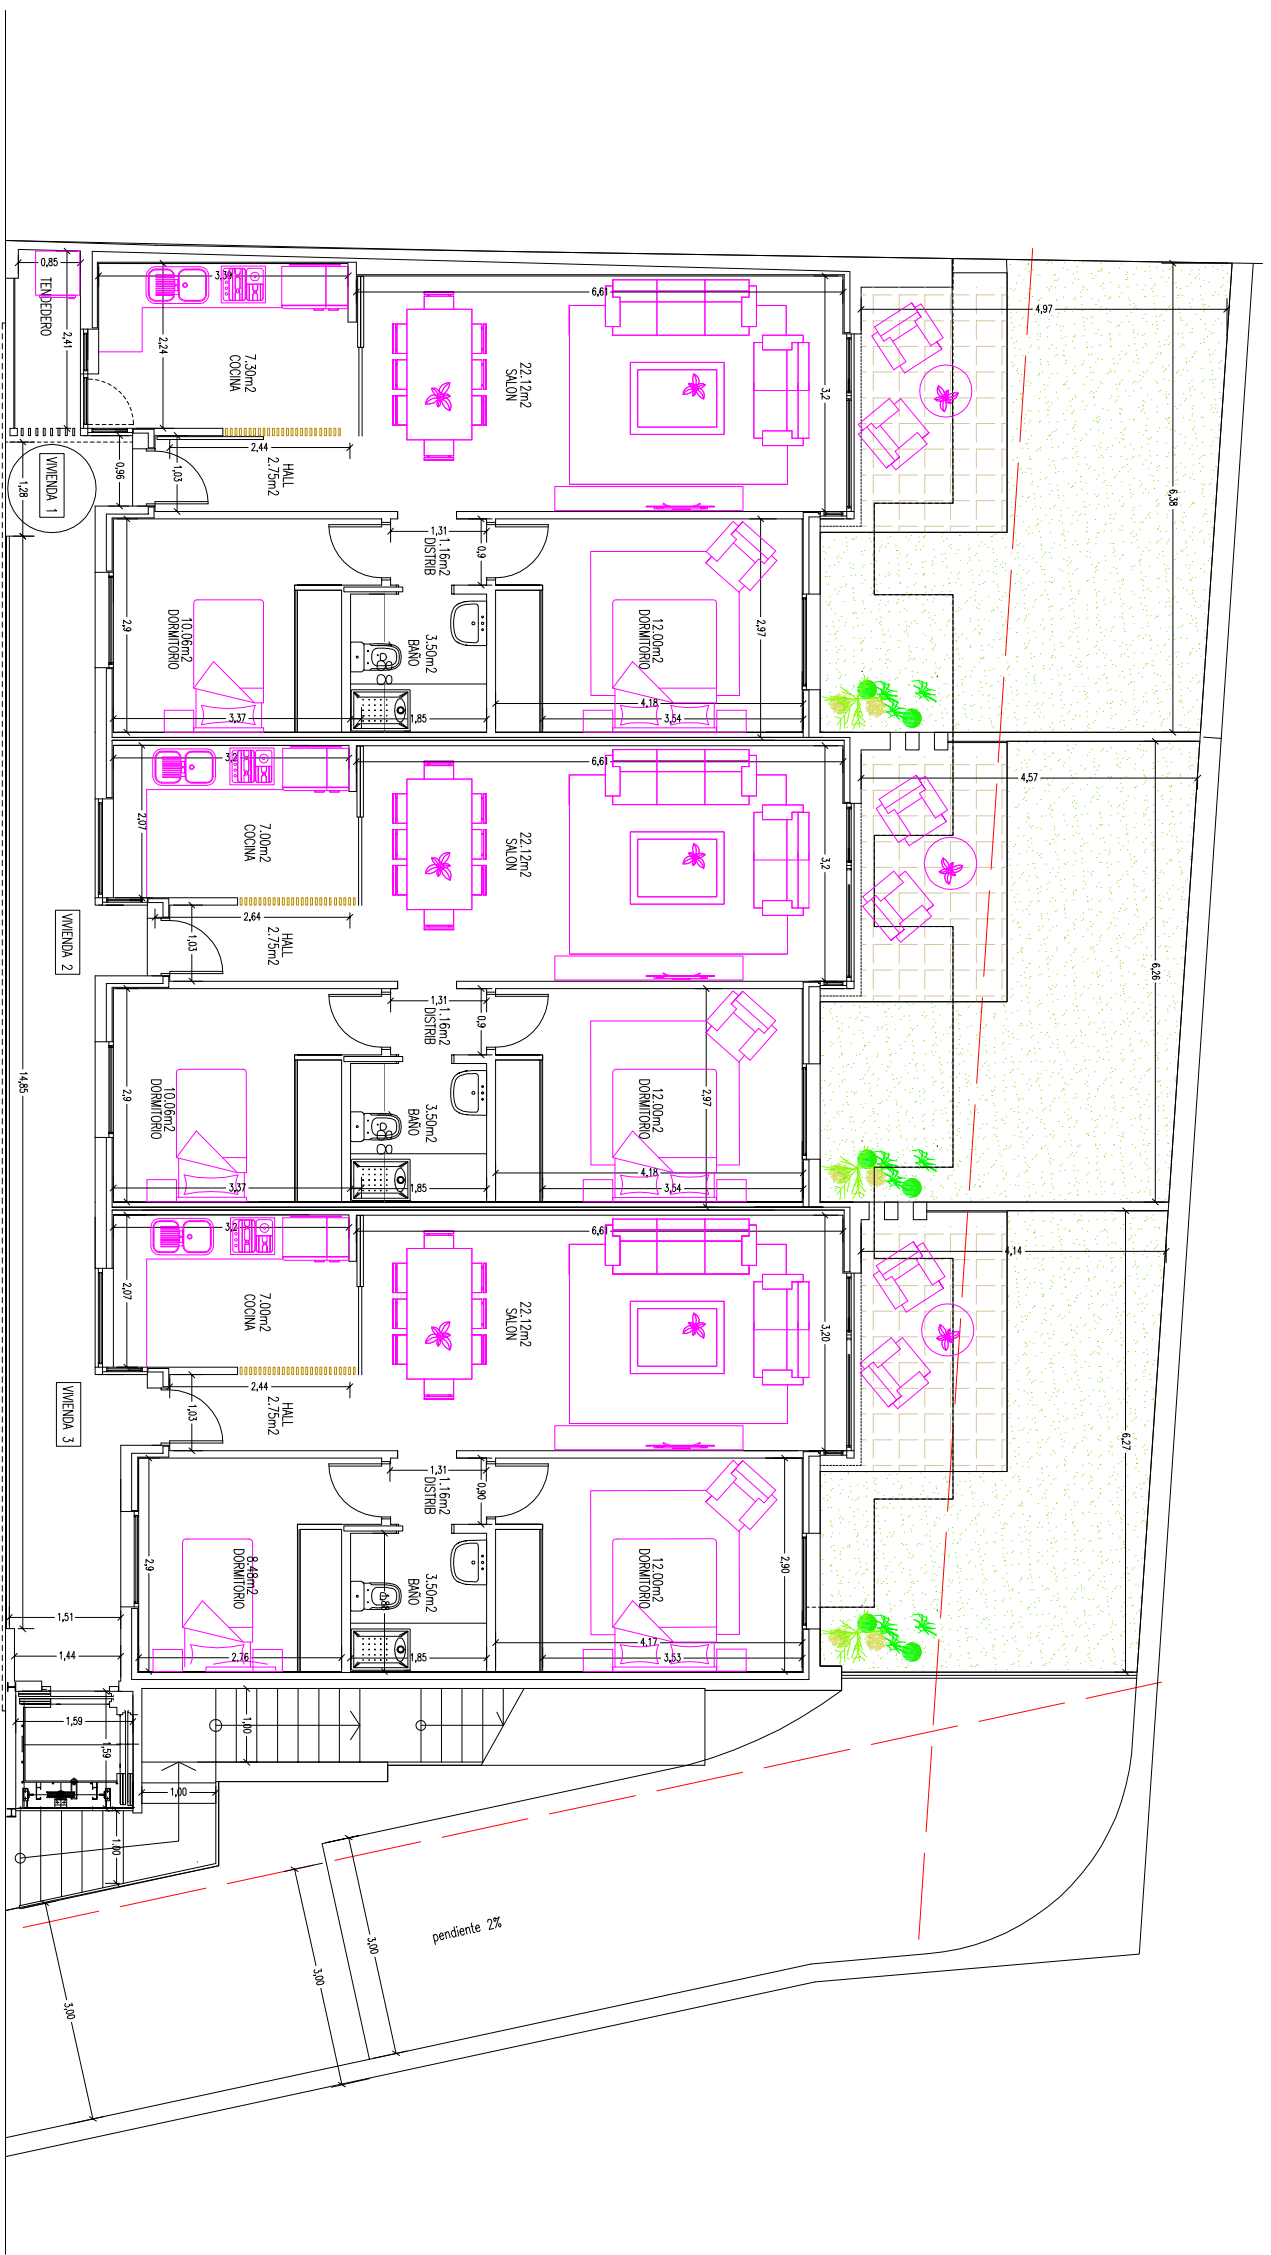 0,85
TENDEDERO
2,41
3,30
2,24
7.30m2
COCINA
6,61
22.12m2
SALON
3,2
4,97
6,38
VIVIENDA 1
1,28
0,96
1,03
2,44
HALL
2.75m2
1,31
1.16m2
DISTRIB
0,9
2,9
10.06m2
DORMITORIO
3,37
3.50m2
BAÑO
1,85
12.00m2
DORMITORIO
2,97
4,18
3,54
3,2
2,07
7.00m2
COCINA
6,61
22.12m2
SALON
3,2
4,57
6,26
VIVIENDA 2
1,03
2,64
HALL
2.75m2
1,31
1.16m2
DISTRIB
0,9
14,85
2,9
10.06m2
DORMITORIO
3,37
3.50m2
BAÑO
1,85
12.00m2
DORMITORIO
2,97
4,18
3,54
3,2
2,07
7.00m2
COCINA
6,61
22.12m2
SALON
3,20
4,14
6,27
VIVIENDA 3
1,03
2,44
HALL
2.75m2
1,31
1.16m2
DISTRIB
0,90
2,9
8.48m2
DORMITORIO
2,76
3.50m2
BAÑO
1,85
12.00m2
DORMITORIO
2,90
4,17
3,53
1,51
1,44
1,59
1,59
1,00
1,00
1,00
3,00
3,00
3,00
pendiente 2%